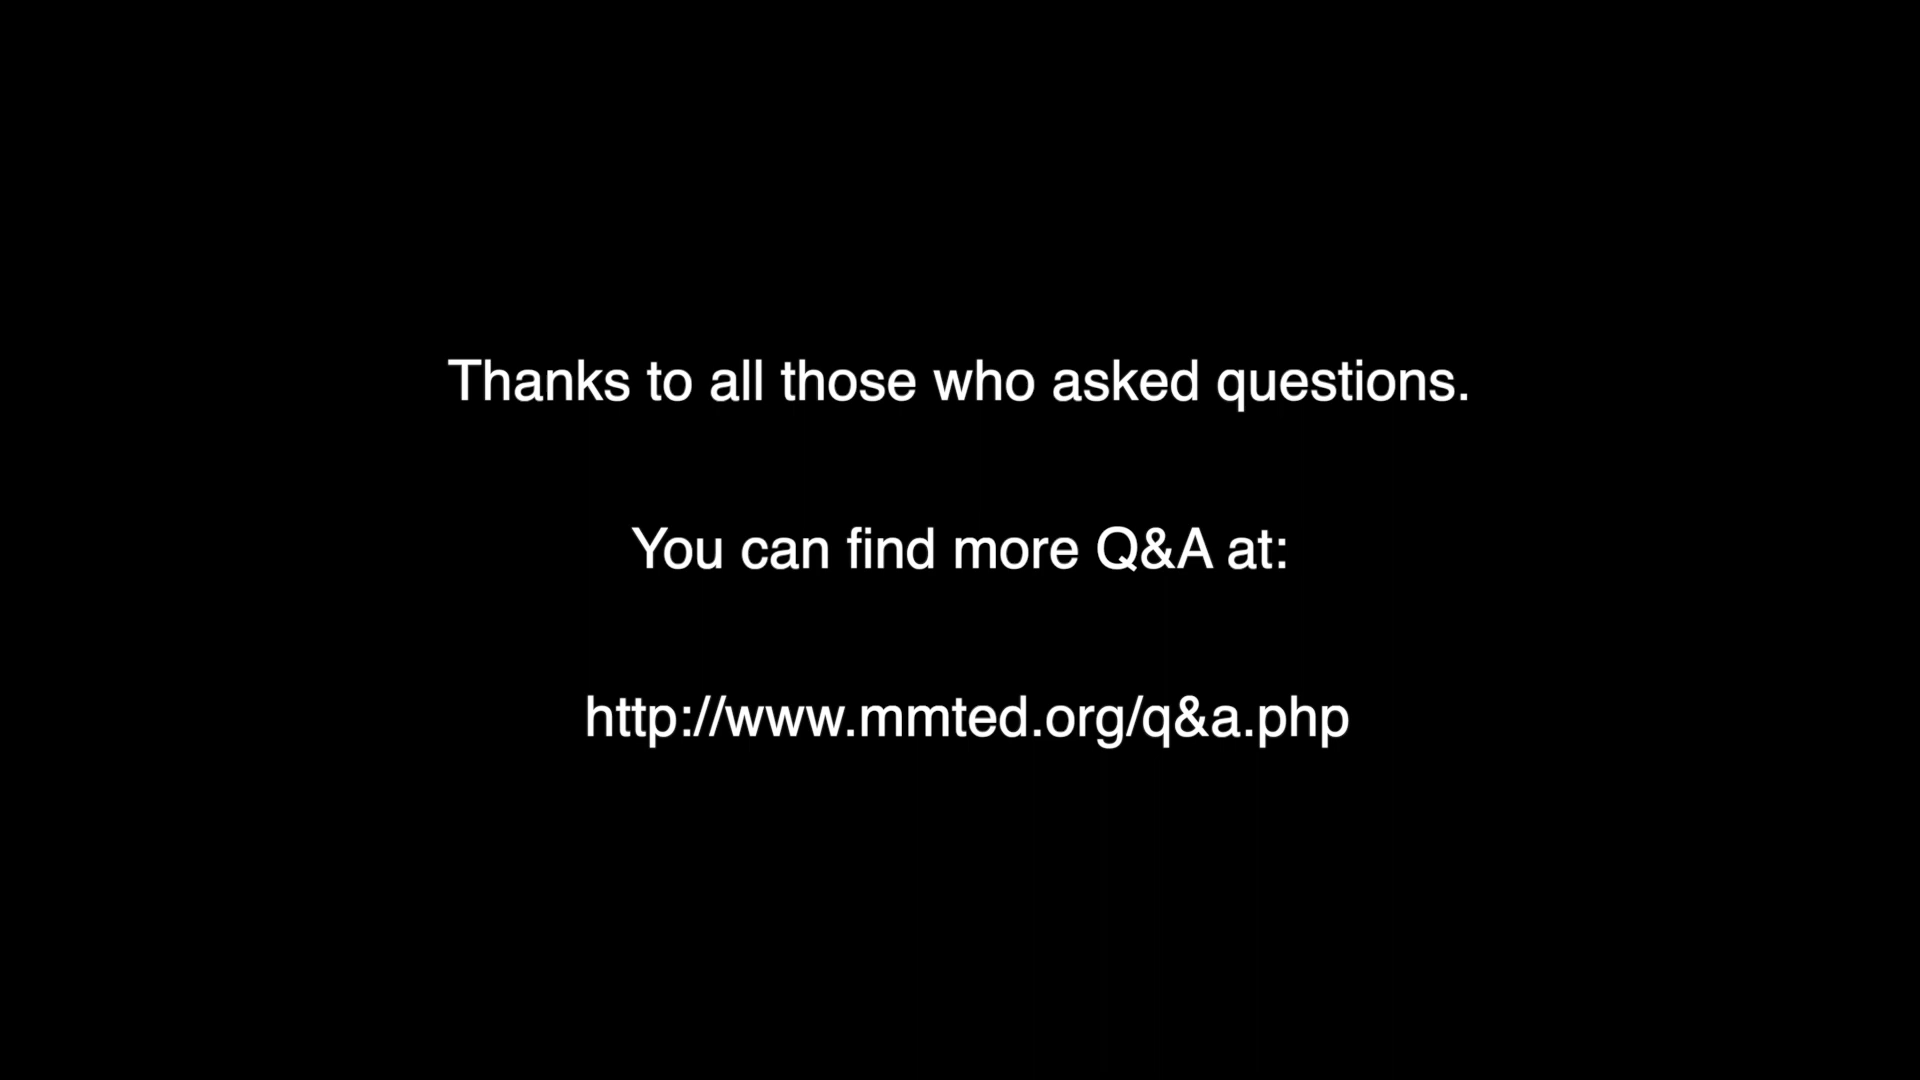 Thanks to all those who asked questions.
You can find more Q&A at:
http://www.mmted.org/q&a.php